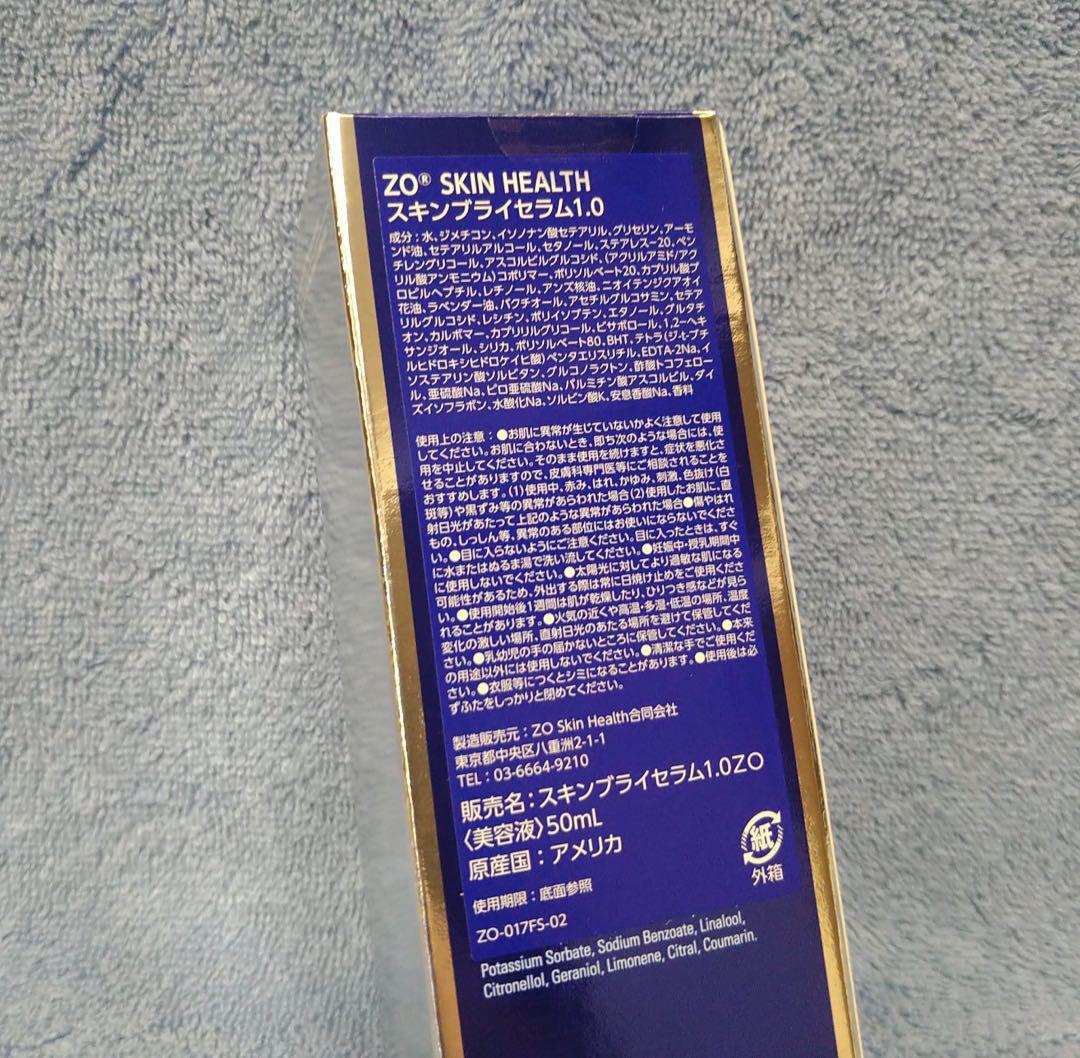 ZO® SKIN HEALTH
スキンブライセラム1.0
成分:水、ジメチコン、イソノナン酸セテアリル、グリセリン、アーモ
ンド油、セテアリルアルコール、セタノール、ステアレス-20、ペン
チレングリコール、アスコルビルグルコシド、(アクリルアミド/アク
リル酸アンモニウム)コポリマー、ポリソルベート20、カプリル酸プ
ロピルヘプチル、レチノール、アンズ核油、ニオイテンジクアオイ
花油、ラベンダー油、バクチオール、アセチルグルコサミン、セテア
リルグルコシド、レシチン、ポリイソブテン、エタノール、グルタチ
オン、カルボマー、カプリリルグリコール、ビサボロール、1,2-ヘキ
サンジオール、シリカ、ポリソルベート80、BHT、テトラ(ジ-t-ブチ
ルヒドロキシヒドロケイヒ酸)ペンタエリスリチル、EDTA-2Na、イ
ソステアリン酸ソルビタン、グルコノラクトン、酢酸トコフェロー
ル、亜硫酸Na、ピロ亜硫酸Na、パルミチン酸アスコルビル、ダイ
ズイソフラボン、水酸化Na、ソルビン酸K、安息香酸Na、香料
使用上の注意:●お肌に異常が生じていないかよく注意して使用
してください。お肌に合わないとき、即ち次のような場合には、使
用を中止してください。そのまま使用を続けますと、症状を悪化さ
せることがありますので、皮膚科専門医等にご相談されることを
おすすめします。(1)使用中、赤み、はれ、かゆみ、刺激、色抜け(白
斑等)や黒ずみ等の異常があらわれた場合(2)使用したお肌に、直
射日光があたって上記のような異常があらわれた場合●傷やはれ
もの、しっしん等、異常のある部位にはお使いにならないでくださ
い。●目に入らないようにご注意ください。目に入ったときは、すぐ
に水またはぬるま湯で洗い流してください。●妊娠中・授乳期間中
に使用しないでください。●太陽光に対してより過敏な肌になる
可能性があるため、外出する際は常に日焼け止めをご使用くださ
い。●使用開始後1週間は肌が乾燥したり、ひりつき感などが見ら
れることがあります。●火気の近くや高温・多湿・低温の場所、温度
変化の激しい場所、直射日光のあたる場所を避けて保管してくだ
さい。●乳幼児の手の届かないところに保管してください。●本来
の用途以外には使用しないでください。●清潔な手でご使用くだ
さい。●衣服等につくとシミになることがあります。●使用後は必
ずふたをしっかりと閉めてください。
製造販売元:ZO Skin Health合同会社
東京都中央区八重洲2-1-1
TEL:03-6664-9210
販売名:スキンブライセラム1.0ZO
〈美容液〉50mL
原産国:アメリカ
紙
外箱
使用期限:底面参照
ZO-017FS-02
Potassium Sorbate, Sodium Benzoate, Linalool,
Citronellol, Geraniol, Limonene, Citral, Coumarin.